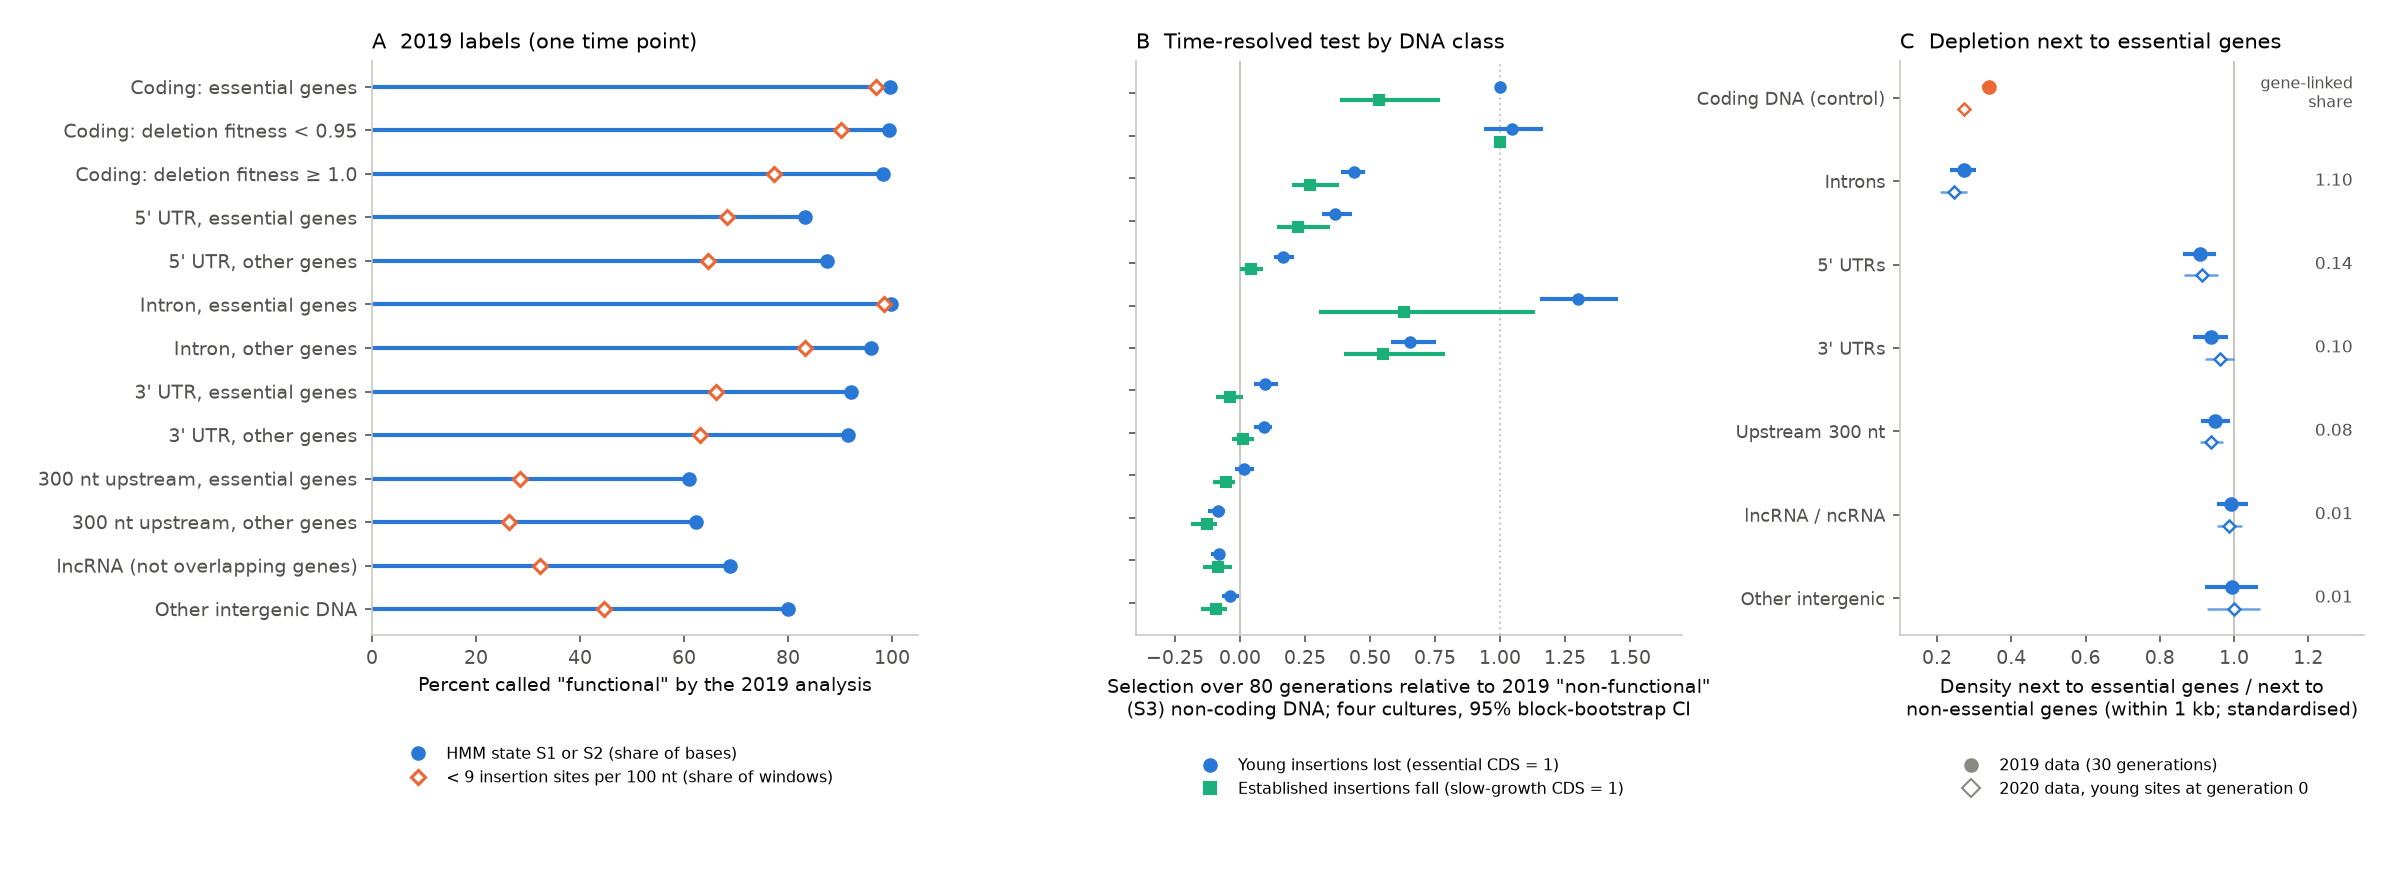 A 2019 labels (one time point)
Coding: essential genes
Coding: deletion fitness < 0.95
Coding: deletion fitness ≥ 1.0
5' UTR, essential genes
5' UTR, other genes
Intron, essential genes
Intron, other genes
3' UTR, essential genes
3' UTR, other genes
300 nt upstream, essential genes
300 nt upstream, other genes
lncRNA (not overlapping genes)
Other intergenic DNA
0 20 40 60 80 100
Percent called "functional" by the 2019 analysis
HMM state S1 or S2 (share of bases)
< 9 insertion sites per 100 nt (share of windows)
B Time-resolved test by DNA class
−0.25 0.00 0.25 0.50 0.75 1.00 1.25 1.50
Selection over 80 generations relative to 2019 "non-functional"
(S3) non-coding DNA; four cultures, 95% block-bootstrap CI
Young insertions lost (essential CDS = 1)
Established insertions fall (slow-growth CDS = 1)
C Depletion next to essential genes
gene-linked
share
Coding DNA (control)
Introns 1.10
5' UTRs 0.14
3' UTRs 0.10
Upstream 300 nt 0.08
lncRNA / ncRNA 0.01
Other intergenic 0.01
0.2 0.4 0.6 0.8 1.0 1.2
Density next to essential genes / next to
non-essential genes (within 1 kb; standardised)
2019 data (30 generations)
2020 data, young sites at generation 0